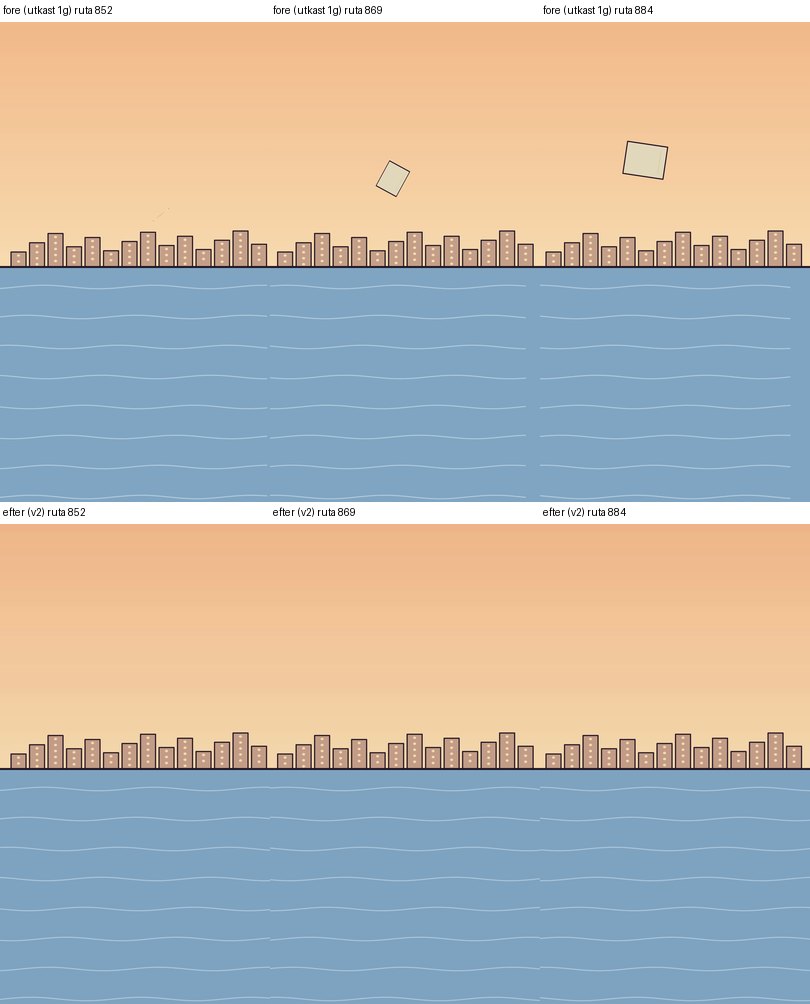 fore (utkast 1g) ruta 852
fore (utkast 1g) ruta 869
fore (utkast 1g) ruta 884
efter (v2) ruta 852
efter (v2) ruta 869
efter (v2) ruta 884